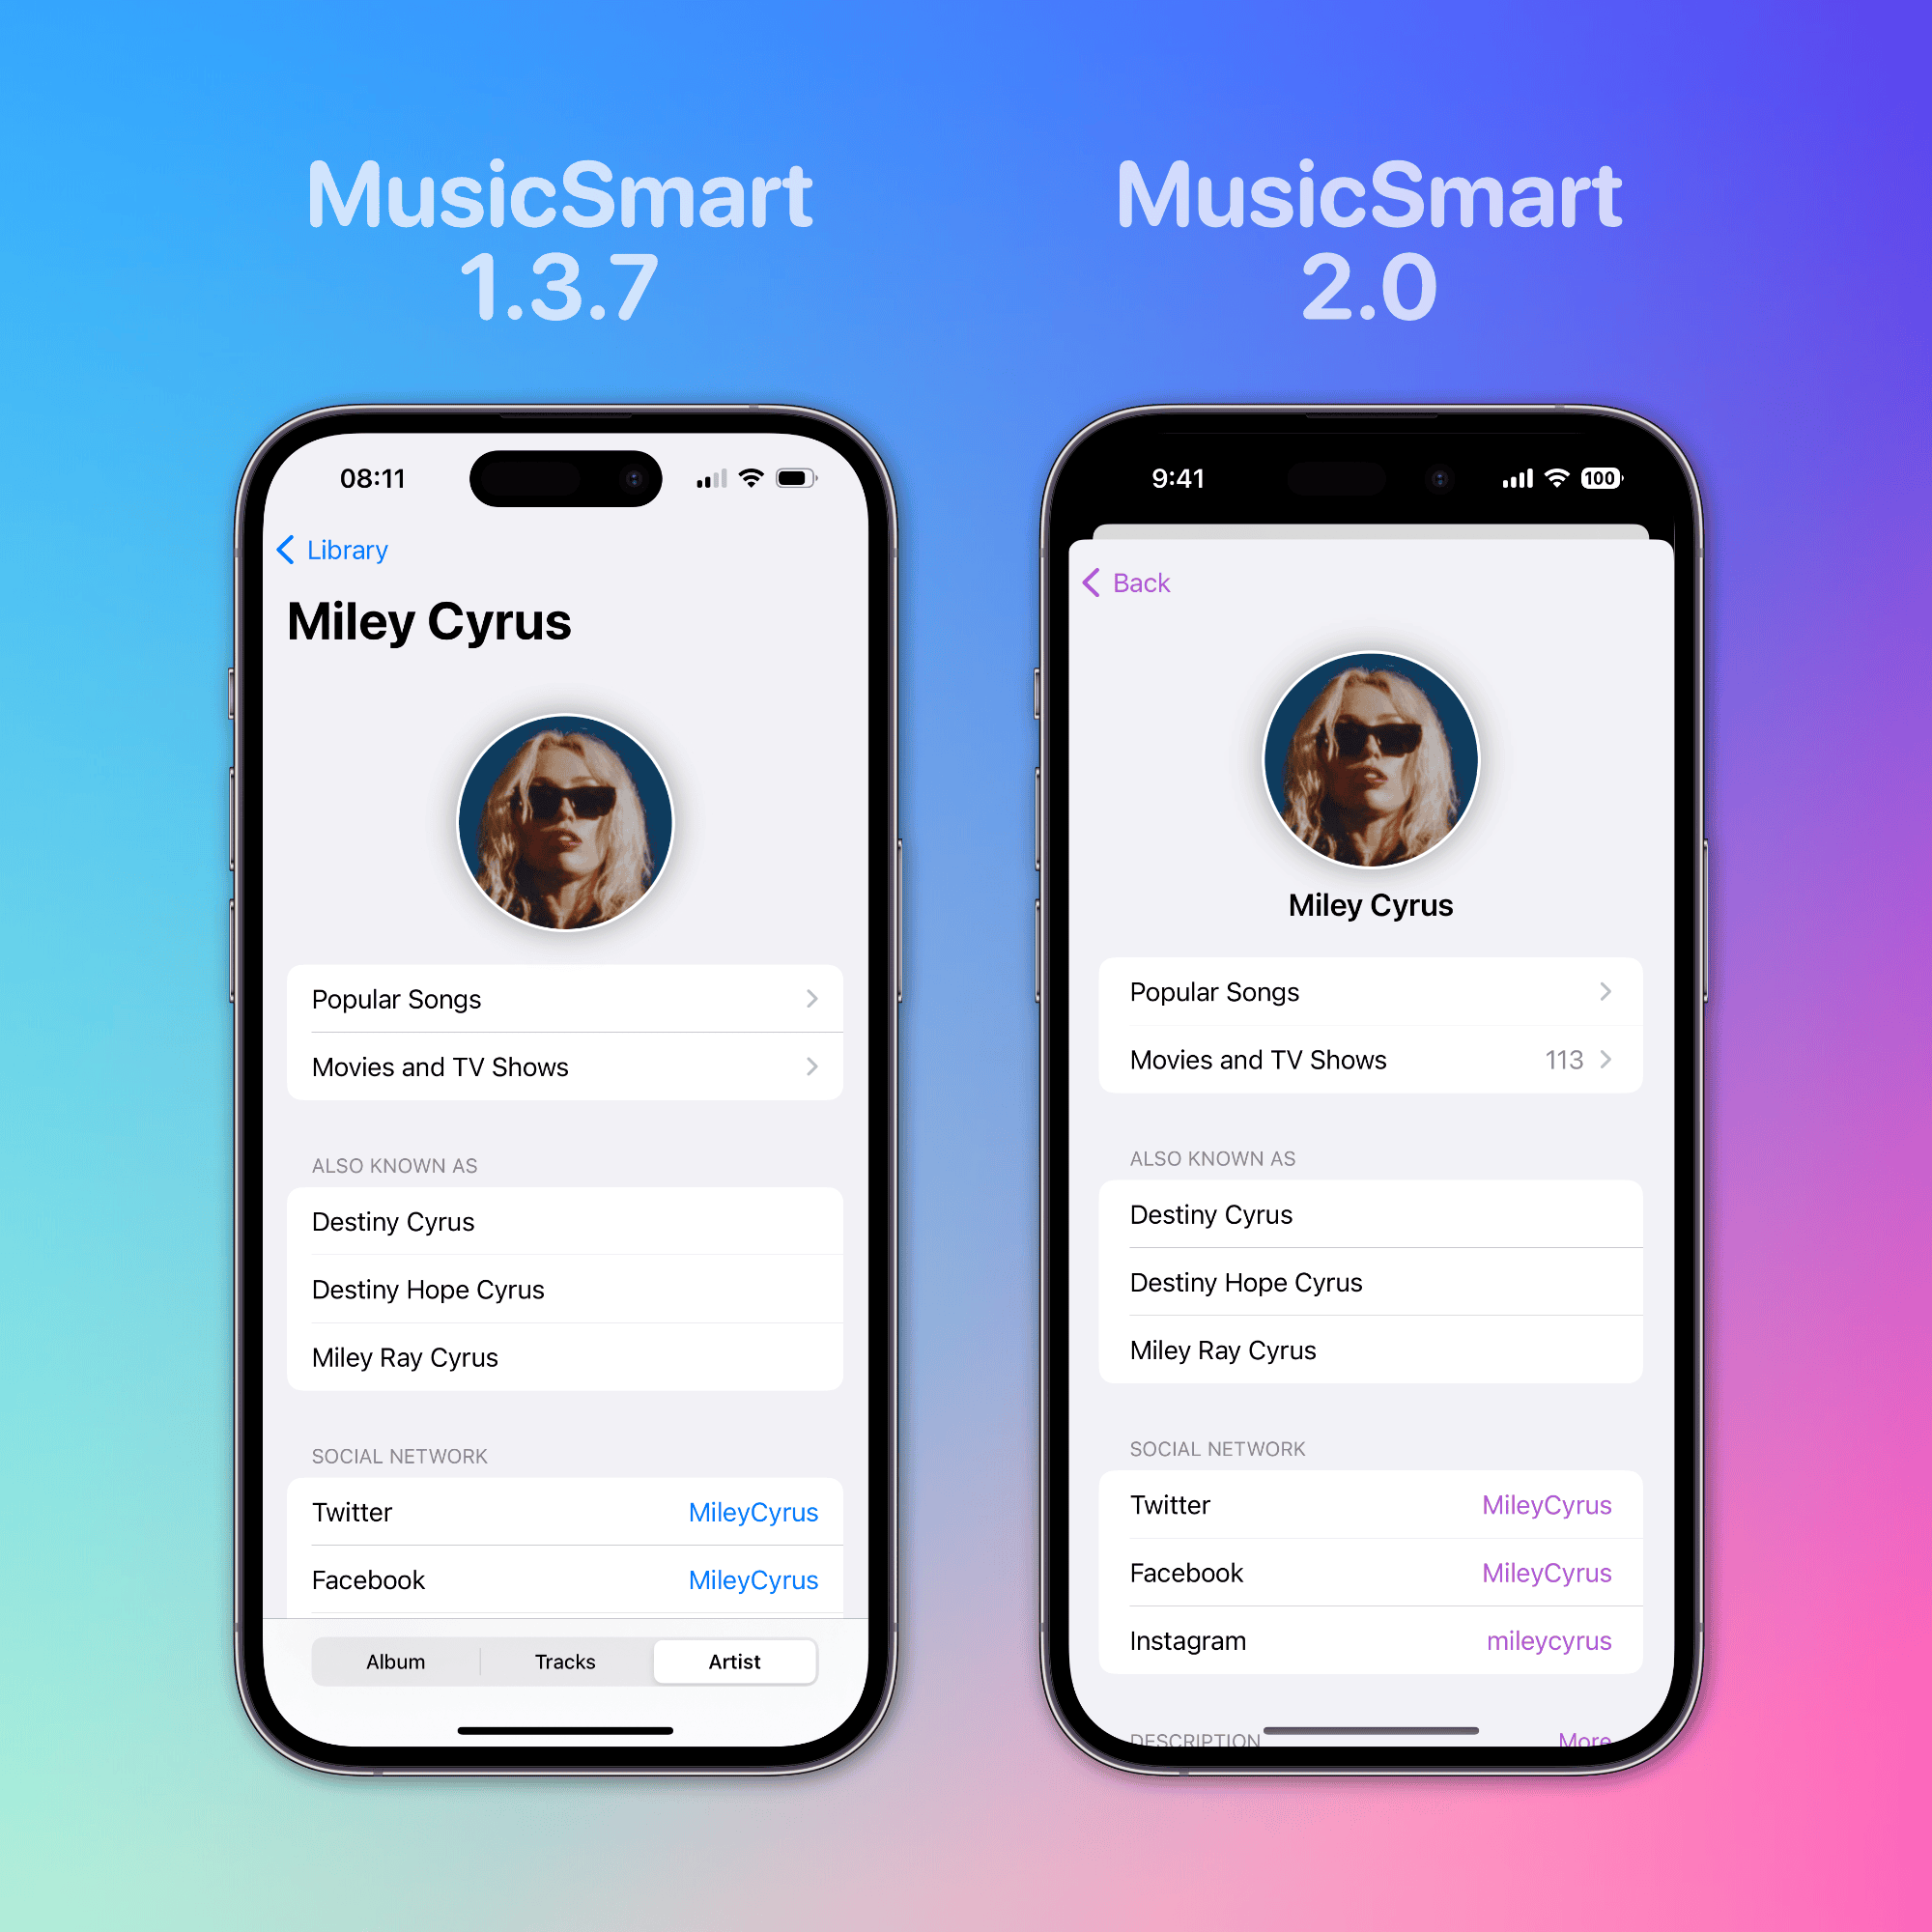 MusicSmart
1.3.7
08:11
Library
Miley Cyrus
Popular Songs
Movies and TV Shows
ALSO KNOWN AS
Destiny Cyrus
Destiny Hope Cyrus
Miley Ray Cyrus
SOCIAL NETWORK
Twitter MileyCyrus
Facebook MileyCyrus
Album Tracks Artist
MusicSmart
2.0
9:41 100
Back
Miley Cyrus
Popular Songs
Movies and TV Shows 113
ALSO KNOWN AS
Destiny Cyrus
Destiny Hope Cyrus
Miley Ray Cyrus
SOCIAL NETWORK
Twitter MileyCyrus
Facebook MileyCyrus
Instagram mileycyrus
DESCRIPTION More